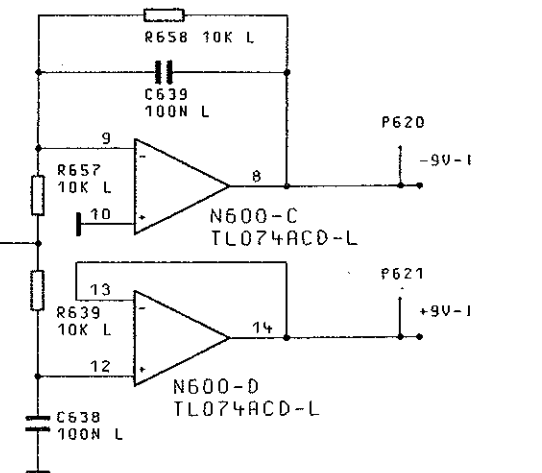 R658 10K L
C639
100N L
9
-
R657
10K L
10
+
8
N600-C
TL074ACD-L
P620
-9V-I
13
-
R639
10K L
12
+
14
N600-D
TL074ACD-L
P621
+9V-I
C638
100N L